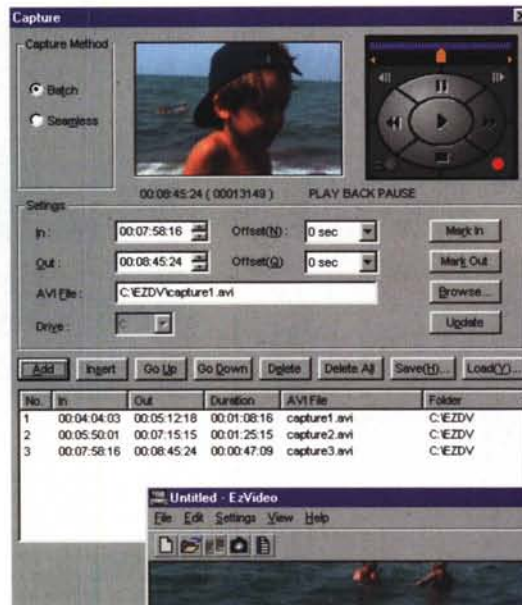 Capture
Capture Method
Batch
Seamless
00:08:45:24 ( 00013149 ) PLAY BACK PAUSE
Settings
In : 00:07:58:16 Offset(N) : 0 sec Mark In
Out : 00:08:45:24 Offset(Q) 0 sec Mark Out
AVI File : C:\EZDV\capture1.avi Browse...
Drive : C Update
Add Insert Go Up Go Down Delete Delete All Save(H)... Load(Y)...
No. In Out Duration AVI File Folder
1 00:04:04:03 00:05:12:18 00:01:08:16 capture1.avi C:\EZDV
2 00:05:50:01 00:07:15:15 00:01:25:15 capture2.avi C:\EZDV
3 00:07:58:16 00:08:45:24 00:00:47:09 capture3.avi C:\EZDV
Untitled - EzVideo
File Edit Settings View Help